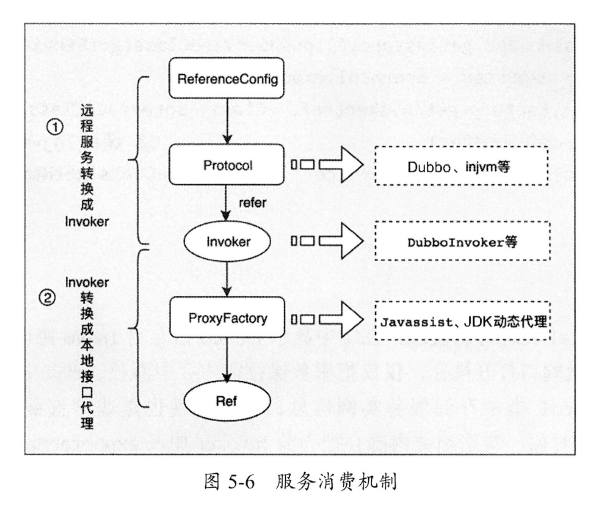 ReferenceConfig
① 远程服务转换成Invoker
Protocol
Dubbo、injvm等
refer
Invoker
DubboInvoker等
② Invoker转换成本地接口代理
ProxyFactory
Javassist、JDK动态代理
Ref
图 5-6 服务消费机制